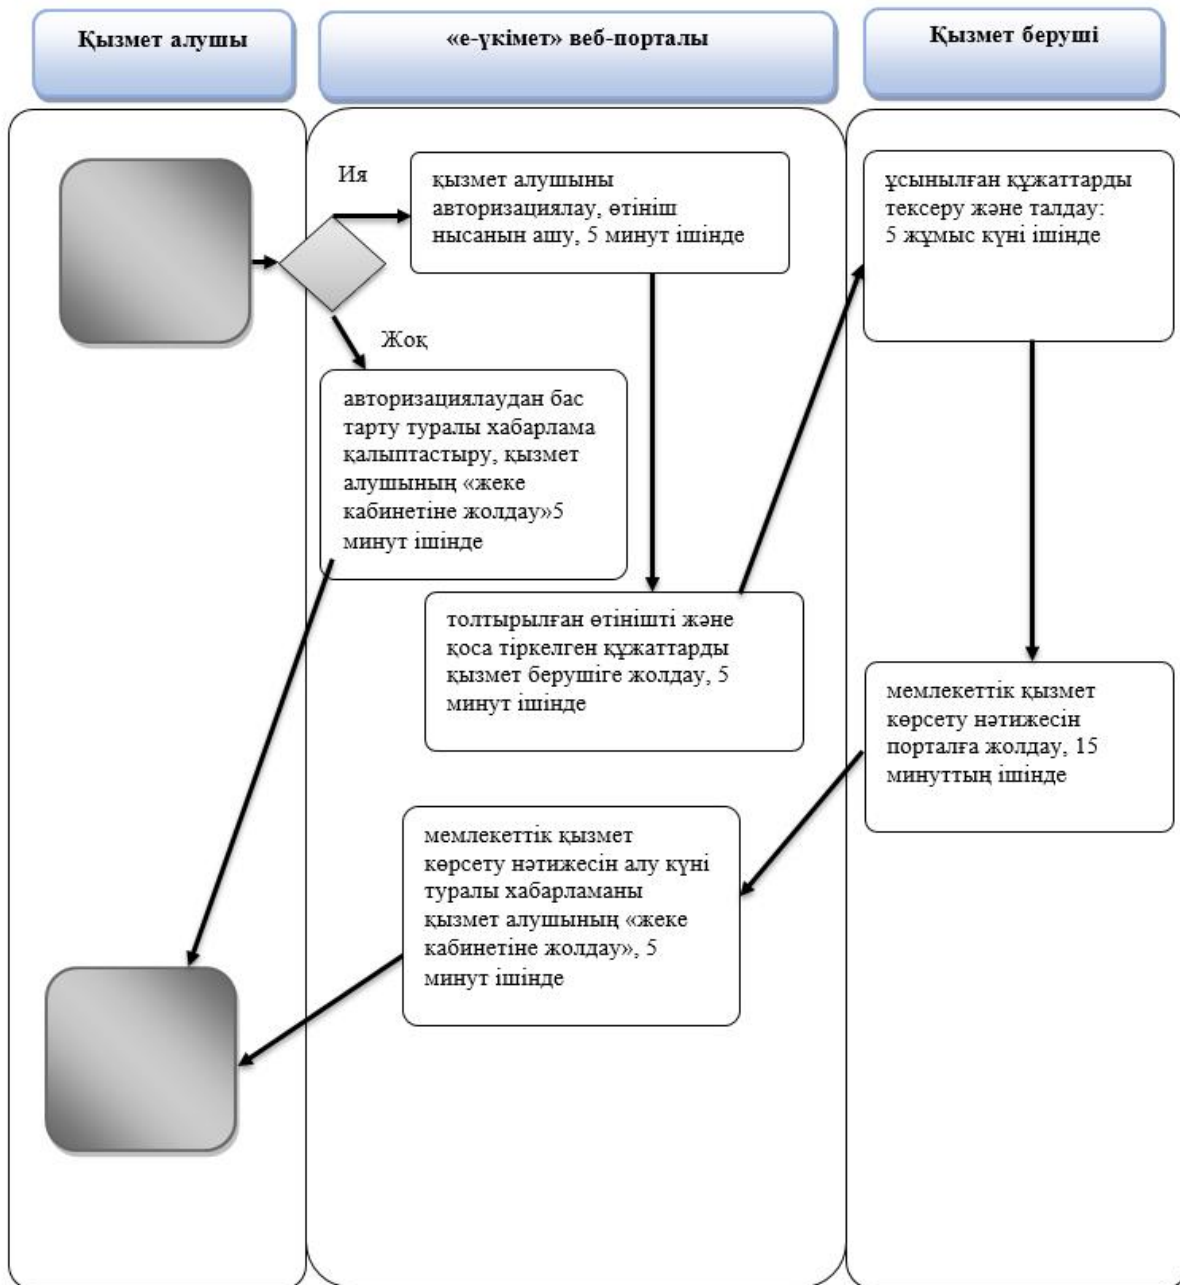 Қызмет алушы
«е-үкімет» веб-порталы
Қызмет беруші
Ия
қызмет алушыны
авторизациялау, өтініш
нысанын ашу, 5 минут ішінде
ұсынылған құжаттарды
тексеру және талдау:
5 жұмыс күні ішінде
Жоқ
авторизациялаудан бас
тарту туралы хабарлама
қалыптастыру, қызмет
алушының «жеке
кабинетіне жолдау»5
минут ішінде
толтырылған өтінішті және
қоса тіркелген құжаттарды
қызмет берушіге жолдау, 5
минут ішінде
мемлекеттік қызмет
көрсету нәтижесін
порталға жолдау, 15
минуттың ішінде
мемлекеттік қызмет
көрсету нәтижесін алу күні
туралы хабарламаны
қызмет алушының «жеке
кабинетіне жолдау», 5
минут ішінде